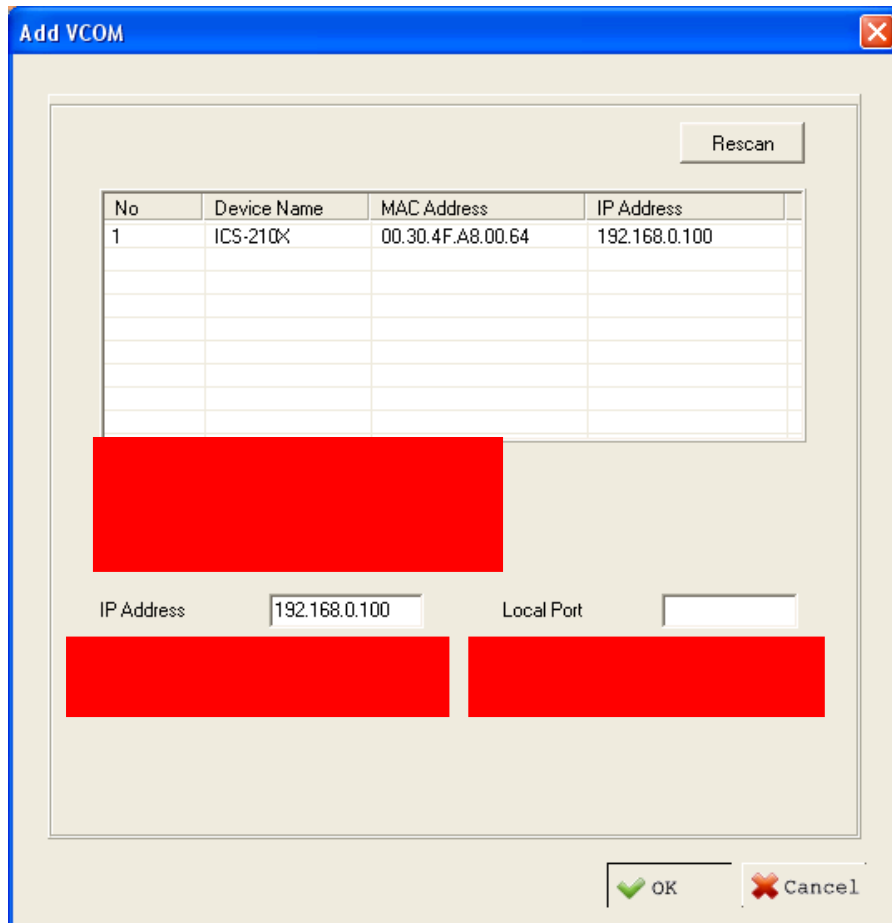 Add VCOM
Rescan
No Device Name MAC Address IP Address
1 ICS-210X 00.30.4F.A8.00.64 192.168.0.100
IP Address 192.168.0.100 Local Port
OK Cancel